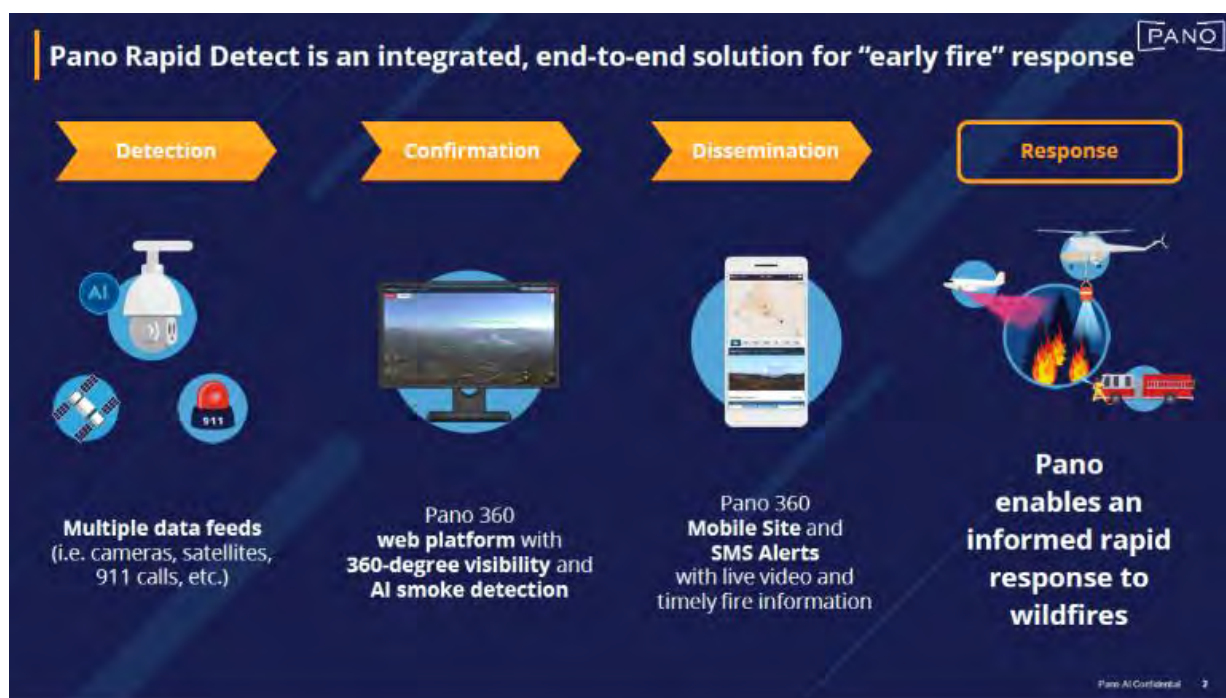 PANO
Pano Rapid Detect is an integrated, end-to-end solution for “early fire” response
Detection
Confirmation
Dissemination
Response
AI
911
Multiple data feeds
(i.e. cameras, satellites,
911 calls, etc.)
Pano 360
web platform with
360-degree visibility and
AI smoke detection
Pano 360
Mobile Site and
SMS Alerts
with live video and
timely fire information
Pano
enables an
informed rapid
response to
wildfires
Pano AI Confidential